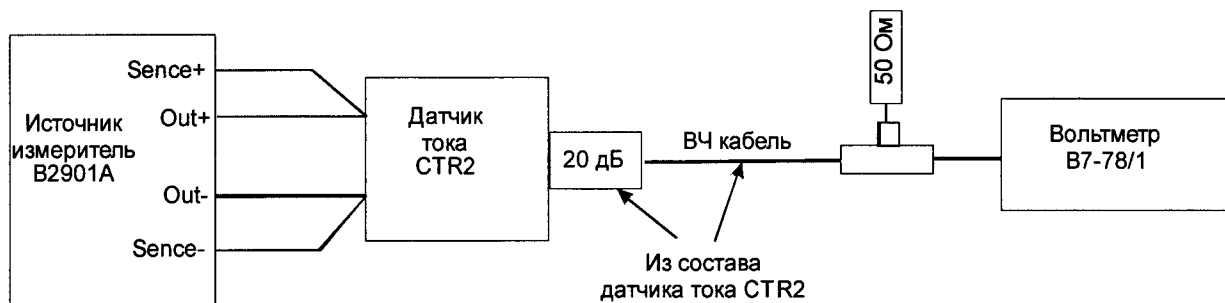 Sence+
Out+
Источник
измеритель
B2901A
Out-
Sence-
Датчик
тока
CTR2
20 дБ
ВЧ кабель
50 Ом
Вольтметр
В7-78/1
Из состава
датчика тока CTR2